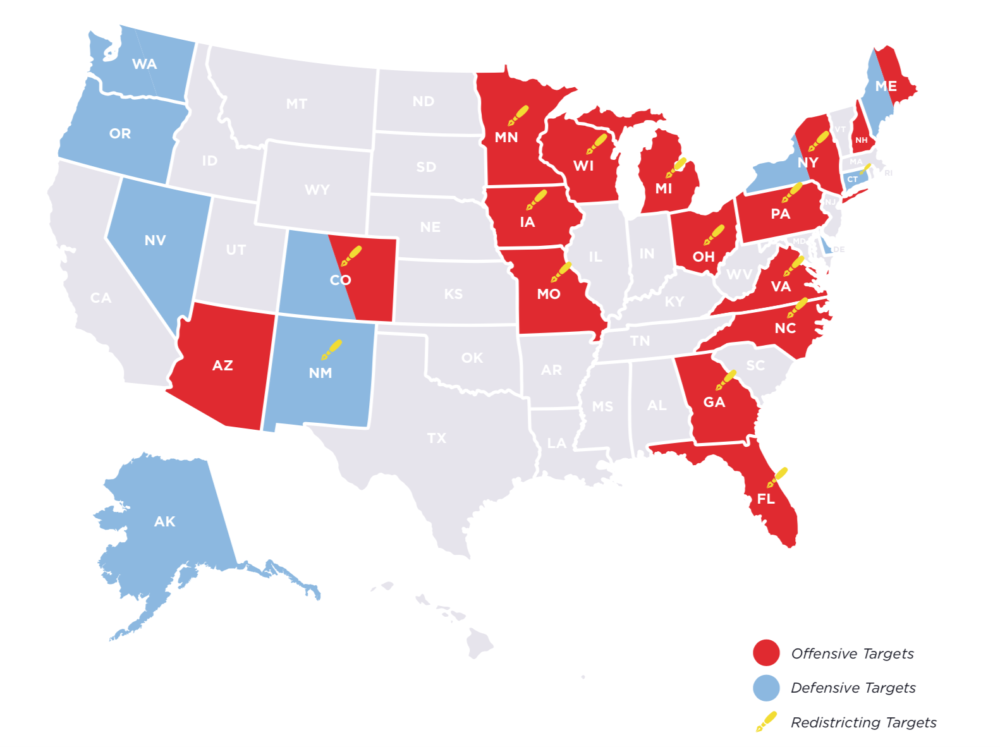 WA
MT
ND
MN
ME
OR
ID
SD
WI
MI
NY
VT
NH
MA
CT
RI
WY
NE
IA
PA
NJ
NV
UT
CO
IL
IN
OH
MD
DE
CA
KS
MO
KY
WV
VA
AZ
NM
OK
AR
TN
NC
SC
TX
LA
MS
AL
GA
FL
AK
Offensive Targets
Defensive Targets
Redistricting Targets